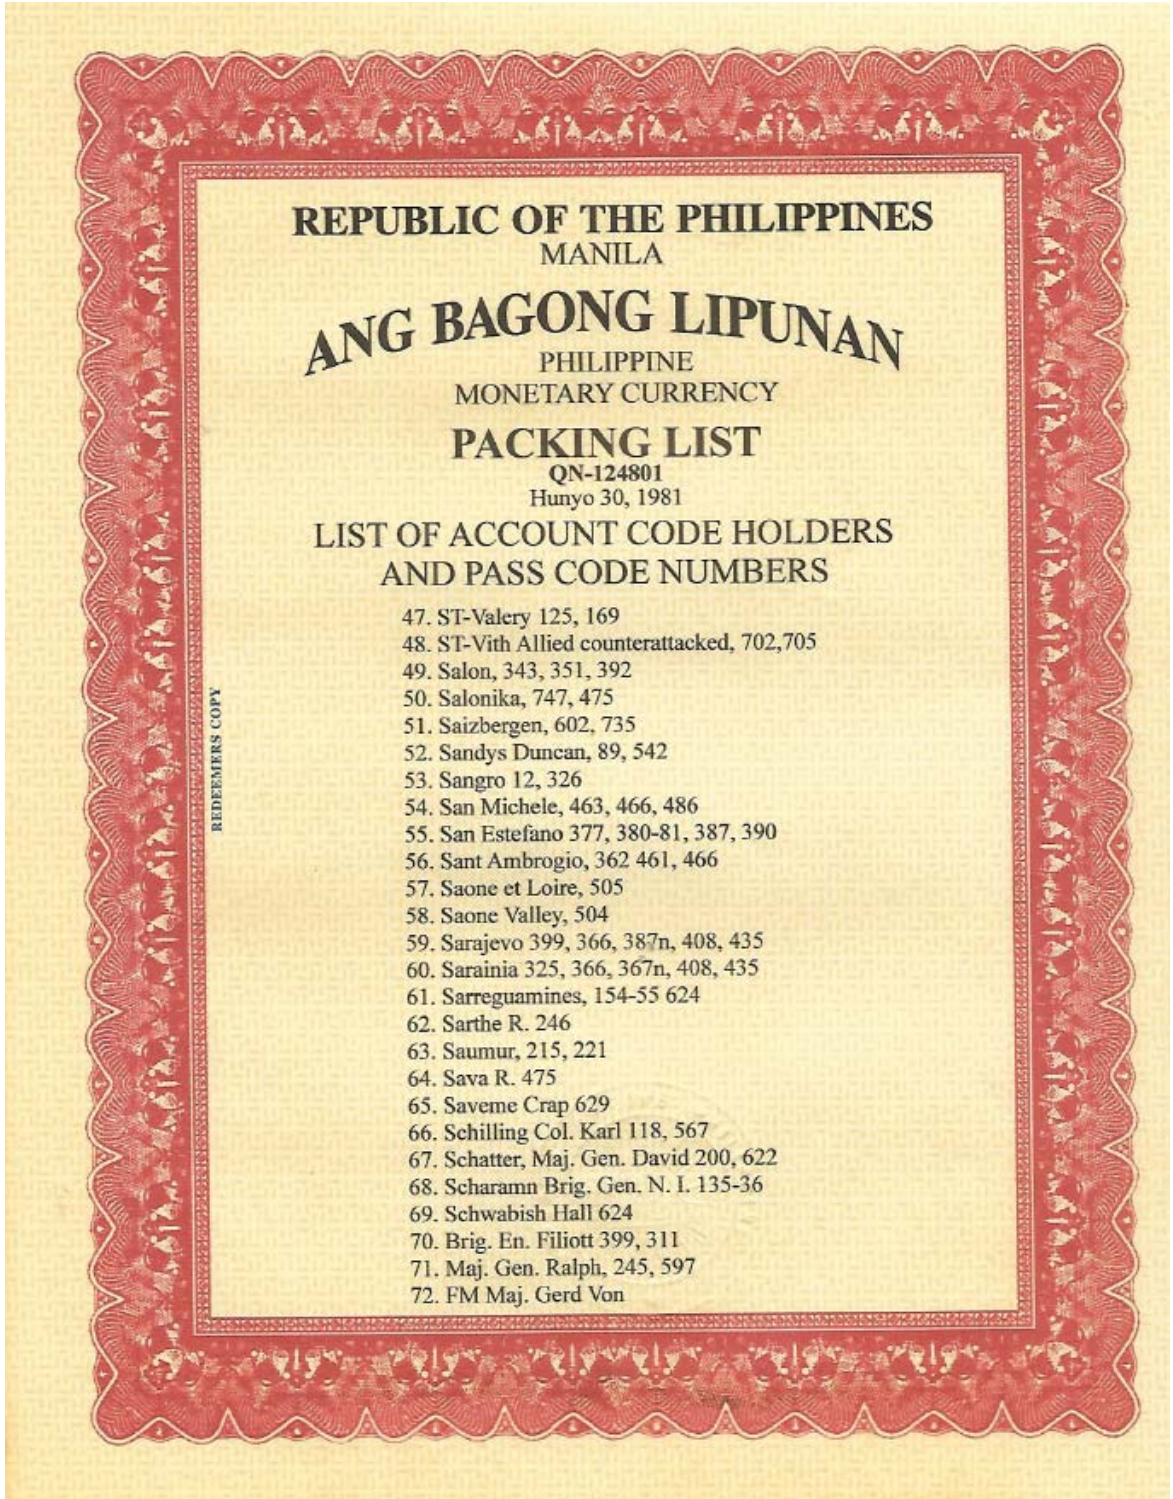 REPUBLIC OF THE PHILIPPINES
MANILA
ANG BAGONG LIPUNAN
PHILIPPINE
MONETARY CURRENCY
PACKING LIST
QN-124801
Hunyo 30, 1981
LIST OF ACCOUNT CODE HOLDERS
AND PASS CODE NUMBERS
47. ST-Valery 125, 169
48. ST-Vith Allied counterattacked, 702,705
49. Salon, 343, 351, 392
50. Salonika, 747, 475
51. Saizbergen, 602, 735
52. Sandys Duncan, 89, 542
53. Sangro 12, 326
54. San Michele, 463, 466, 486
55. San Estefano 377, 380-81, 387, 390
56. Sant Ambrogio, 362 461, 466
57. Saone et Loire, 505
58. Saone Valley, 504
59. Sarajevo 399, 366, 387n, 408, 435
60. Sarainia 325, 366, 367n, 408, 435
61. Sarreguamines, 154-55 624
62. Sarthe R. 246
63. Saumur, 215, 221
64. Sava R. 475
65. Saveme Crap 629
66. Schilling Col. Karl 118, 567
67. Schatter, Maj. Gen. David 200, 622
68. Scharamn Brig. Gen. N. I. 135-36
69. Schwabish Hall 624
70. Brig. En. Filiott 399, 311
71. Maj. Gen. Ralph, 245, 597
72. FM Maj. Gerd Von
REDEEMERS COPY